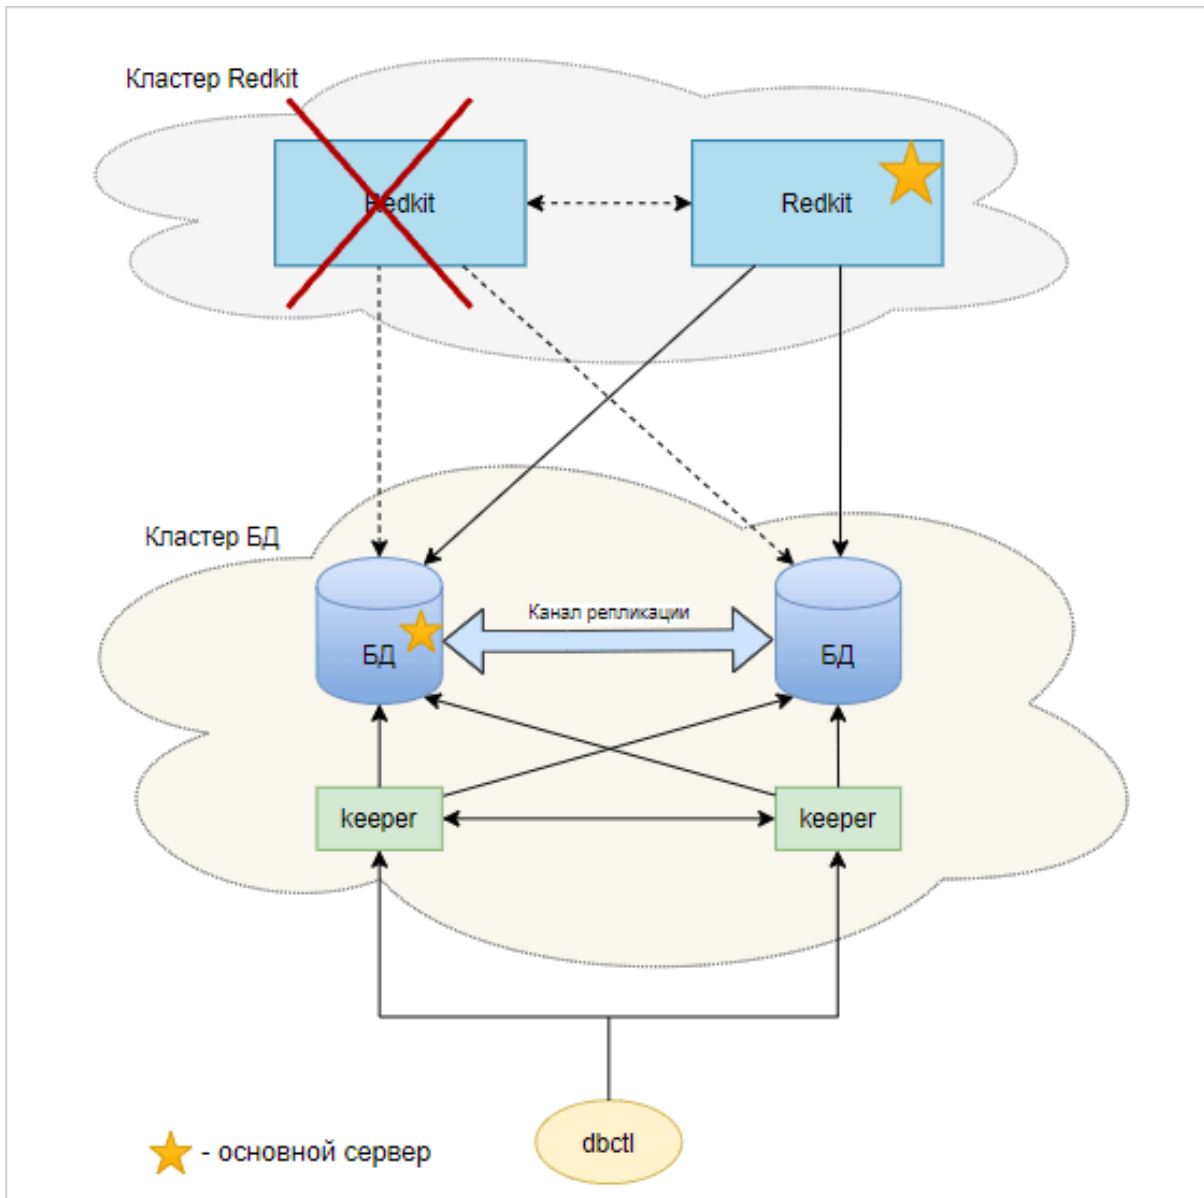 Кластер Redkit
Redkit
Redkit
Кластер БД
Канал репликации
БД
БД
keeper
keeper
dbctl
- основной сервер